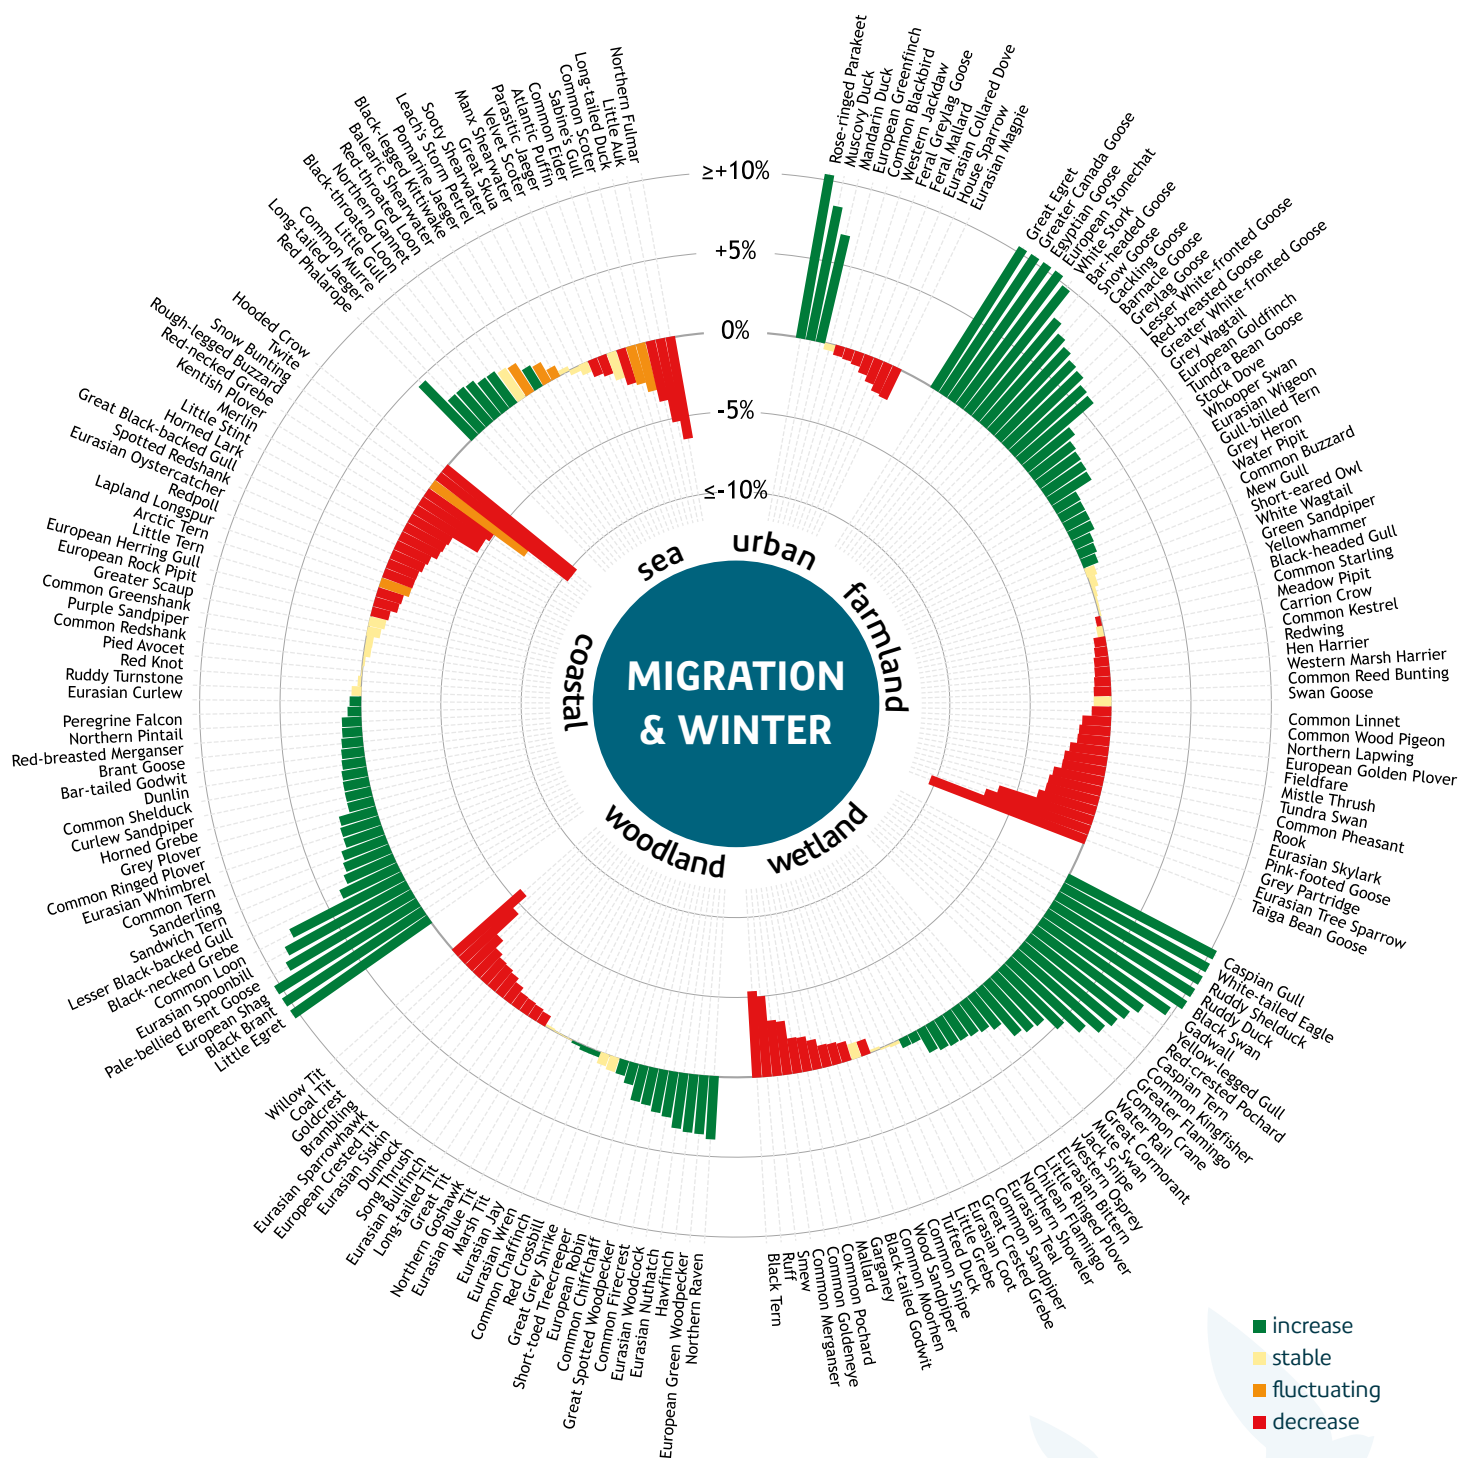 ≥+10%
+5%
0%
-5%
≤-10%
urban
farmland
wetland
woodland
coastal
sea
MIGRATION
& WINTER
Rose-ringed Parakeet
Muscovy Duck
Mandarin Duck
European Greenfinch
Common Blackbird
Western Jackdaw
Feral Greylag Goose
Feral Mallard
Eurasian Collared Dove
House Sparrow
Eurasian Magpie
Great Egret
Greater Canada Goose
Egyptian Goose
European Stonechat
White Stork
Bar-headed Goose
Snow Goose
Cackling Goose
Barnacle Goose
Greylag Goose
Lesser White-fronted Goose
Red-breasted Goose
Greater White-fronted Goose
Grey Wagtail
European Goldfinch
Tundra Bean Goose
Stock Dove
Whooper Swan
Eurasian Wigeon
Gull-billed Tern
Grey Heron
Water Pipit
Common Buzzard
Mew Gull
Short-eared Owl
White Wagtail
Green Sandpiper
Yellowhammer
Black-headed Gull
Common Starling
Meadow Pipit
Carrion Crow
Common Kestrel
Redwing
Hen Harrier
Western Marsh Harrier
Common Reed Bunting
Swan Goose
Common Linnet
Common Wood Pigeon
Northern Lapwing
European Golden Plover
Fieldfare
Mistle Thrush
Tundra Swan
Common Pheasant
Rook
Eurasian Skylark
Pink-footed Goose
Grey Partridge
Eurasian Tree Sparrow
Taiga Bean Goose
Caspian Gull
White-tailed Eagle
Ruddy Shelduck
Ruddy Duck
Black Swan
Gadwall
Yellow-legged Gull
Red-crested Pochard
Caspian Tern
Common Kingfisher
Greater Flamingo
Common Crane
Water Rail
Great Cormorant
Mute Swan
Jack Snipe
Western Osprey
Eurasian Bittern
Little Ringed Plover
Chilean Flamingo
Northern Shoveler
Eurasian Teal
Common Sandpiper
Great Crested Grebe
Eurasian Coot
Little Grebe
Tufted Duck
Common Snipe
Wood Sandpiper
Common Moorhen
Black-tailed Godwit
Garganey
Mallard
Common Pochard
Common Goldeneye
Common Merganser
Smew
Ruff
Black Tern
Northern Raven
European Green Woodpecker
Hawfinch
Eurasian Nuthatch
Eurasian Woodcock
Common Firecrest
Great Spotted Woodpecker
Common Chiffchaff
European Robin
Short-toed Treecreeper
Great Grey Shrike
Red Crossbill
Common Chaffinch
Eurasian Wren
Eurasian Jay
Marsh Tit
Eurasian Blue Tit
Northern Goshawk
Great Tit
Long-tailed Tit
Eurasian Bullfinch
Song Thrush
Dunnock
Eurasian Siskin
European Crested Tit
Eurasian Sparrowhawk
Brambling
Goldcrest
Coal Tit
Willow Tit
Little Egret
Black Brant
European Shag
Pale-bellied Brent Goose
Eurasian Spoonbill
Common Loon
Black-necked Grebe
Lesser Black-backed Gull
Sandwich Tern
Sanderling
Common Tern
Eurasian Whimbrel
Common Ringed Plover
Grey Plover
Horned Grebe
Curlew Sandpiper
Common Shelduck
Dunlin
Bar-tailed Godwit
Brant Goose
Red-breasted Merganser
Northern Pintail
Peregrine Falcon
Eurasian Curlew
Ruddy Turnstone
Red Knot
Pied Avocet
Common Redshank
Purple Sandpiper
Common Greenshank
Greater Scaup
European Rock Pipit
European Herring Gull
Little Tern
Arctic Tern
Lapland Longspur
Redpoll
Eurasian Oystercatcher
Spotted Redshank
Great Black-backed Gull
Horned Lark
Little Stint
Merlin
Kentish Plover
Red-necked Grebe
Rough-legged Buzzard
Snow Bunting
Twite
Hooded Crow
Red Phalarope
Long-tailed Jaeger
Common Murre
Little Gull
Black-throated Loon
Northern Gannet
Red-throated Loon
Balearic Shearwater
Black-legged Kittiwake
Pomarine Jaeger
Leach's Storm Petrel
Sooty Shearwater
Great Skua
Manx Shearwater
Velvet Scoter
Parasitic Jaeger
Atlantic Puffin
Common Eider
Sabine's Gull
Common Scoter
Long-tailed Duck
Little Auk
Northern Fulmar
increase
stable
fluctuating
decrease